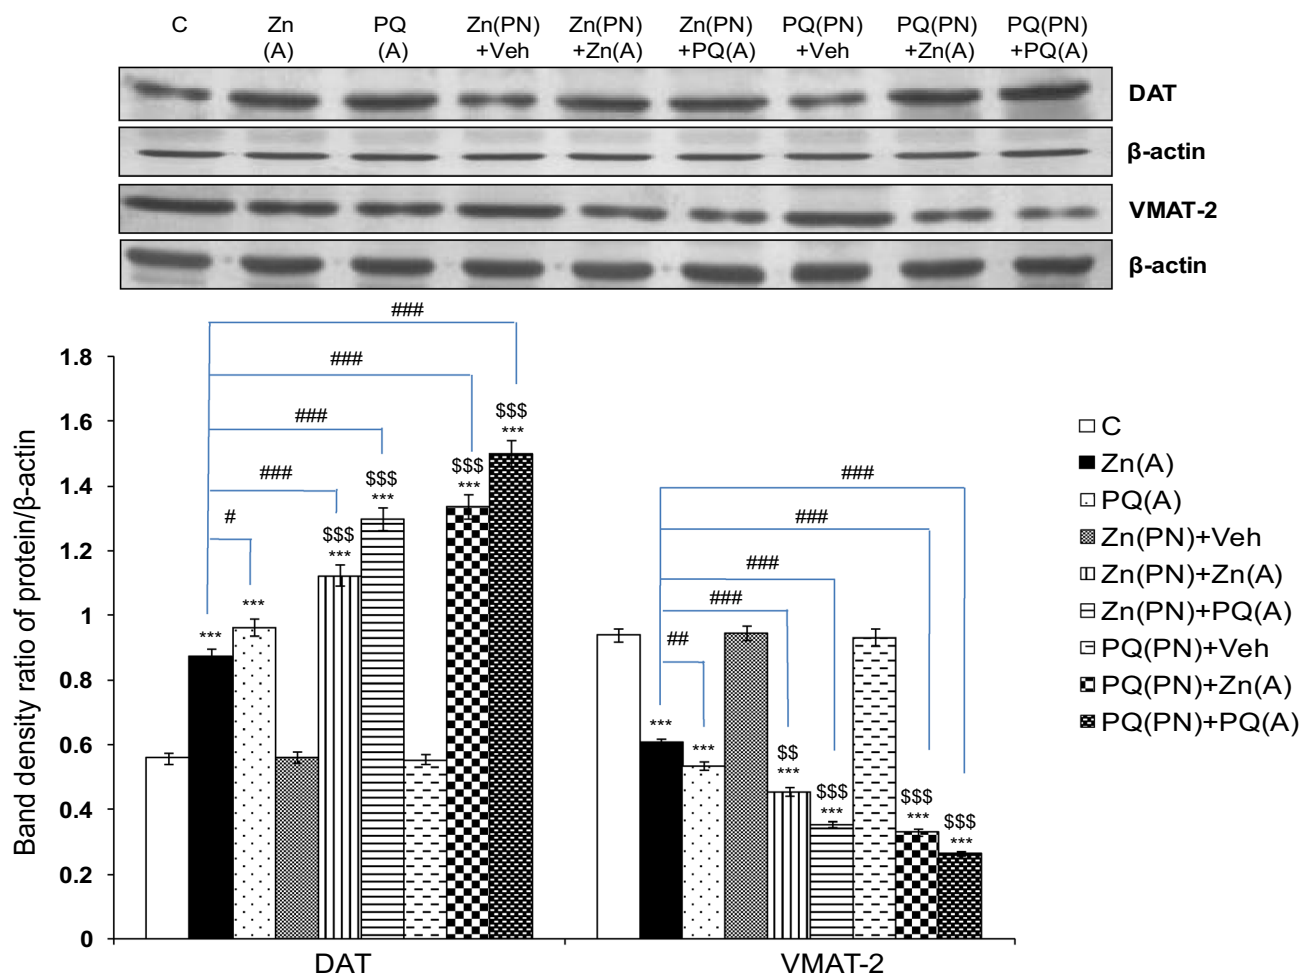 C Zn PQ Zn(PN) Zn(PN) Zn(PN) PQ(PN) PQ(PN) PQ(PN)
(A) (A) +Veh +Zn(A) +PQ(A) +Veh +Zn(A) +PQ(A)
DAT
β-actin
VMAT-2
β-actin
Band density ratio of protein/β-actin
1.8
1.6
1.4
1.2
1
0.8
0.6
0.4
0.2
0
###
###
###
###
#
***
***
$$$
***
$$$
***
$$$
***
$$$
***
###
###
###
###
##
***
***
$$
***
$$$
***
$$$
***
$$$
***
DAT
VMAT-2
C
Zn(A)
PQ(A)
Zn(PN)+Veh
Zn(PN)+Zn(A)
Zn(PN)+PQ(A)
PQ(PN)+Veh
PQ(PN)+Zn(A)
PQ(PN)+PQ(A)